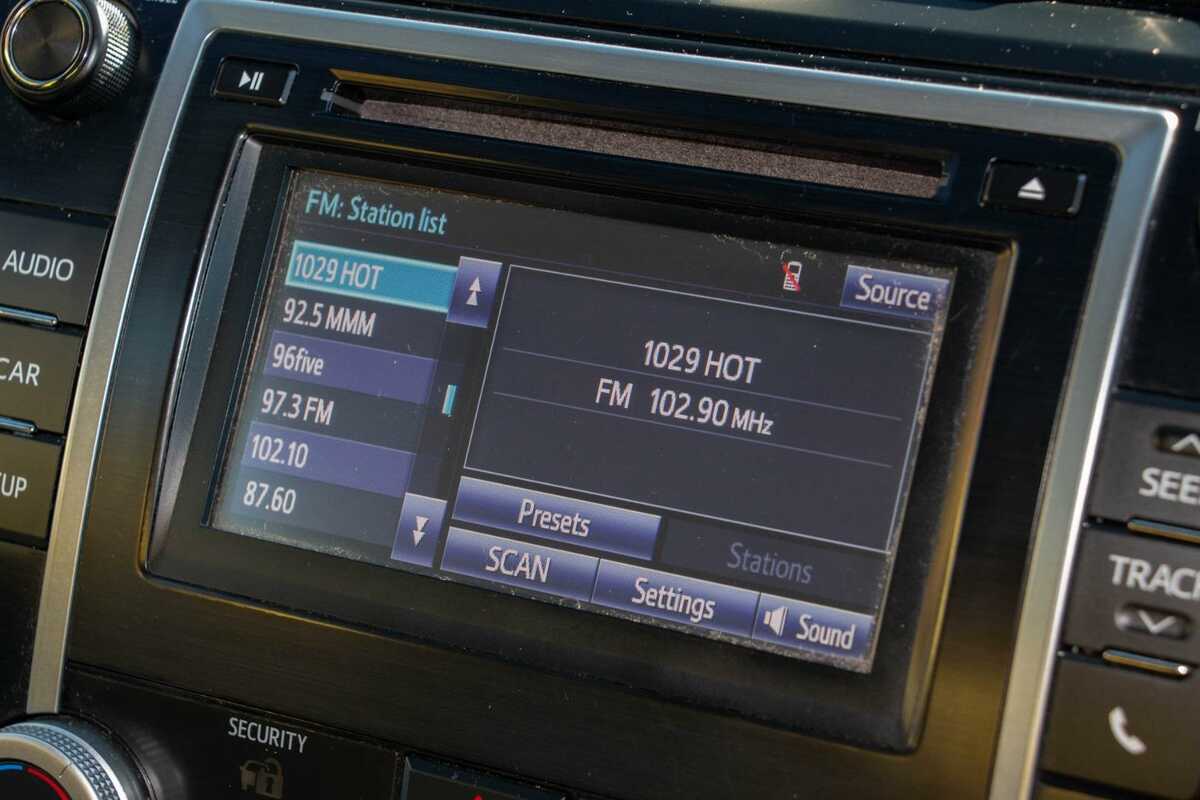 AUDIO
CAR
UP
FM: Station list
1029 HOT
92.5 MMM
96five
97.3 FM
102.10
87.60
Source
1029 HOT
FM 102.90 MHz
Presets
Stations
SCAN
Settings
Sound
SEE
TRAC
SECURITY